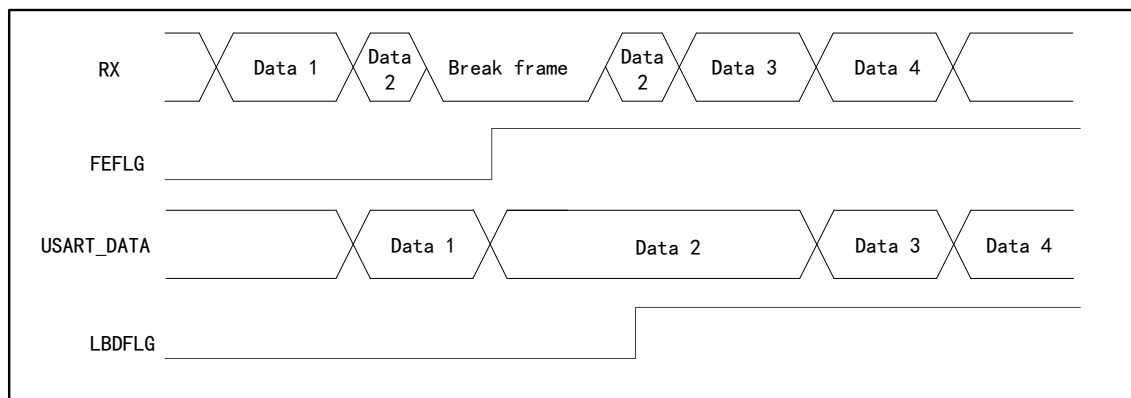 RX
Data 1
Data
2
Break frame
Data
2
Data 3
Data 4
FEFLG
USART_DATA
Data 1
Data 2
Data 3
Data 4
LBDFLG